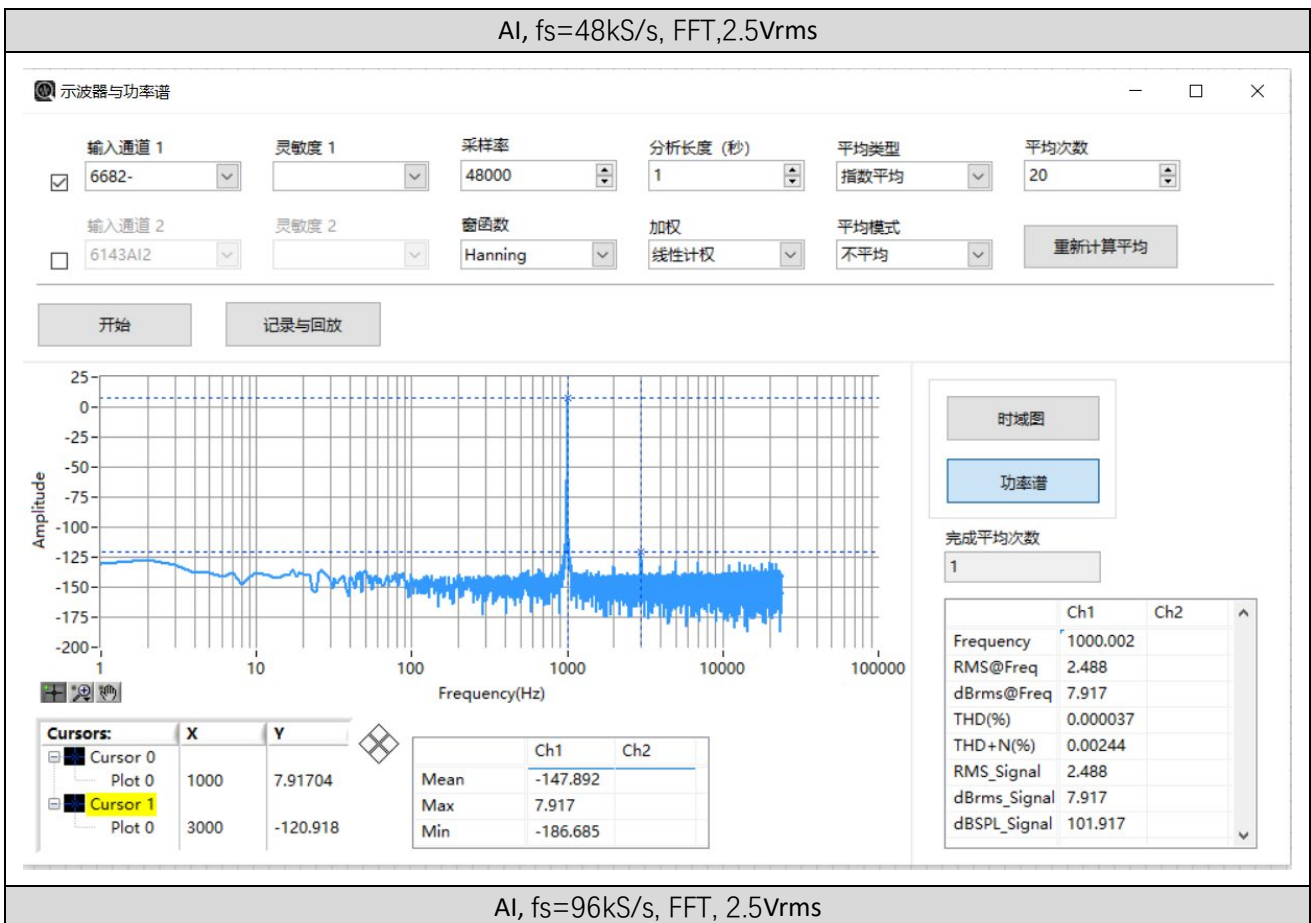 AI, fs=48kS/s, FFT,2.5Vrms
示波器与功率谱
输入通道 1 灵敏度 1 采样率 分析长度（秒） 平均类型 平均次数
6682- 48000 1 指数平均 20
输入通道 2 灵敏度 2 窗函数 加权 平均模式
6143AI2 Hanning 线性计权 不平均 重新计算平均
开始 记录与回放
25
0
-25
-50
-75
-100
-125
-150
-175
-200
Amplitude
1 10 100 1000 10000 100000
Frequency(Hz)
时域图
功率谱
完成平均次数
1
Ch1 Ch2
Frequency 1000.002
RMS@Freq 2.488
dBrms@Freq 7.917
THD(%) 0.000037
THD+N(%) 0.00244
RMS_Signal 2.488
dBrms_Signal 7.917
dBSPL_Signal 101.917
Cursors: X Y
Cursor 0
Plot 0 1000 7.91704
Cursor 1
Plot 0 3000 -120.918
Ch1 Ch2
Mean -147.892
Max 7.917
Min -186.685
AI, fs=96kS/s, FFT, 2.5Vrms